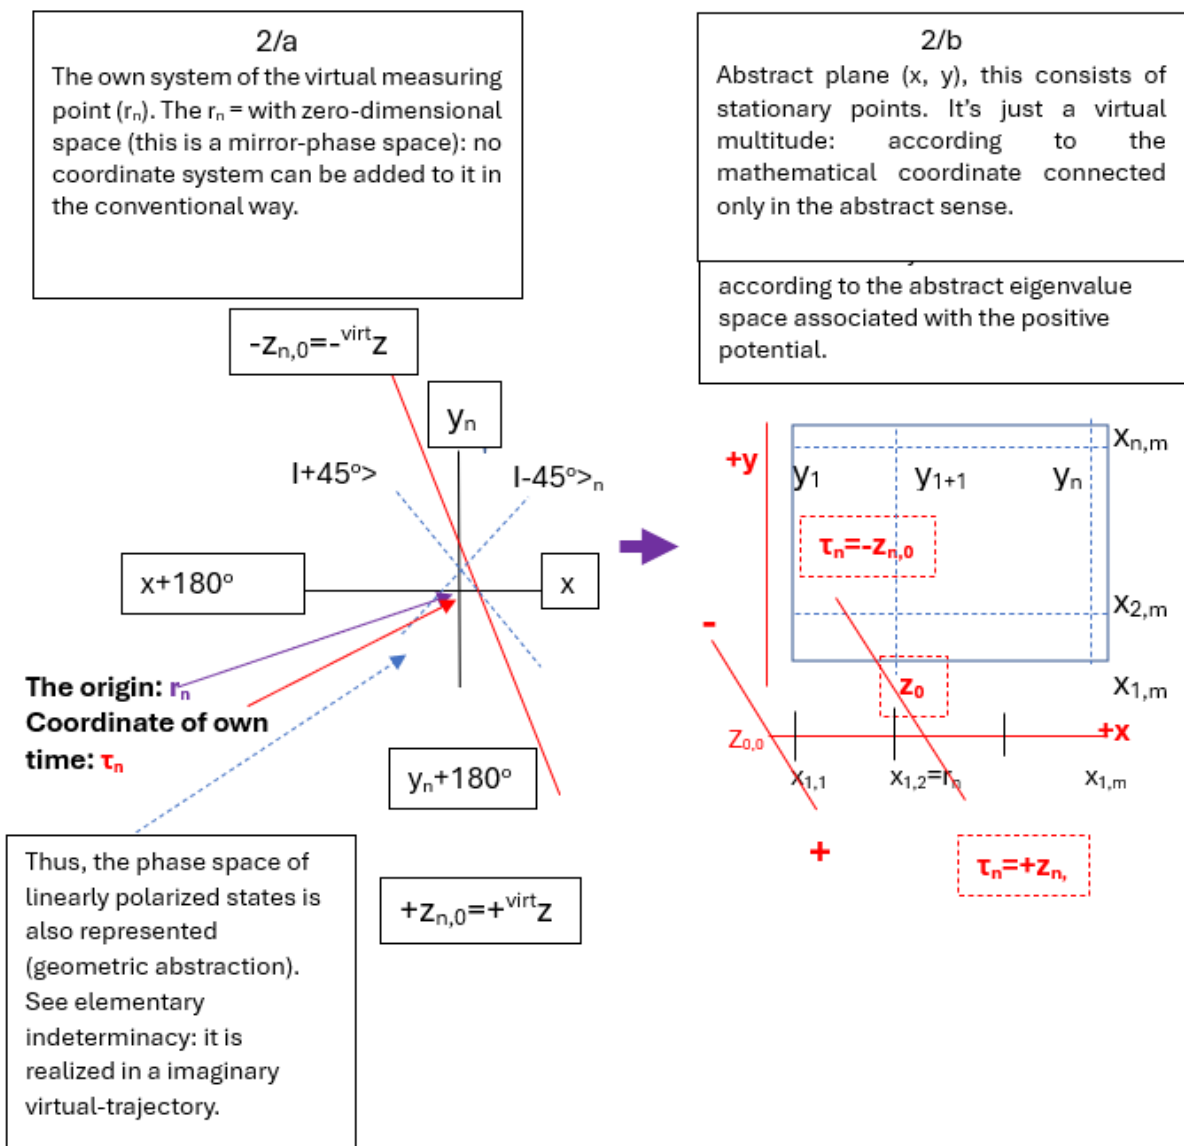 2/a
The own system of the virtual measuring
point (rₙ). The rₙ = with zero-dimensional
space (this is a mirror-phase space): no
coordinate system can be added to it in
the conventional way.
2/b
Abstract plane (x, y), this consists of
stationary points. It’s just a virtual
multitude: according to the
mathematical coordinate connected
only in the abstract sense.
according to the abstract eigenvalue
space associated with the positive
potential.
-zₙ,₀=-ᵛⁱʳᵗz
yₙ
I+45º>
I-45º>ₙ
x+180º
x
The origin: rₙ
Coordinate of own
time: τₙ
yₙ+180º
+zₙ,₀=+ᵛⁱʳᵗz
Thus, the phase space of
linearly polarized states is
also represented
(geometric abstraction).
See elementary
indeterminacy: it is
realized in a imaginary
virtual-trajectory.
+y
xₙ,ₘ
y₁
y₁₊₁
yₙ
τₙ=-zₙ,₀
x₂,ₘ
-
z₀
x₁,ₘ
Z₀,₀
+x
x₁,₁
x₁,₂=rₙ
x₁,ₘ
+
τₙ=+zₙ,